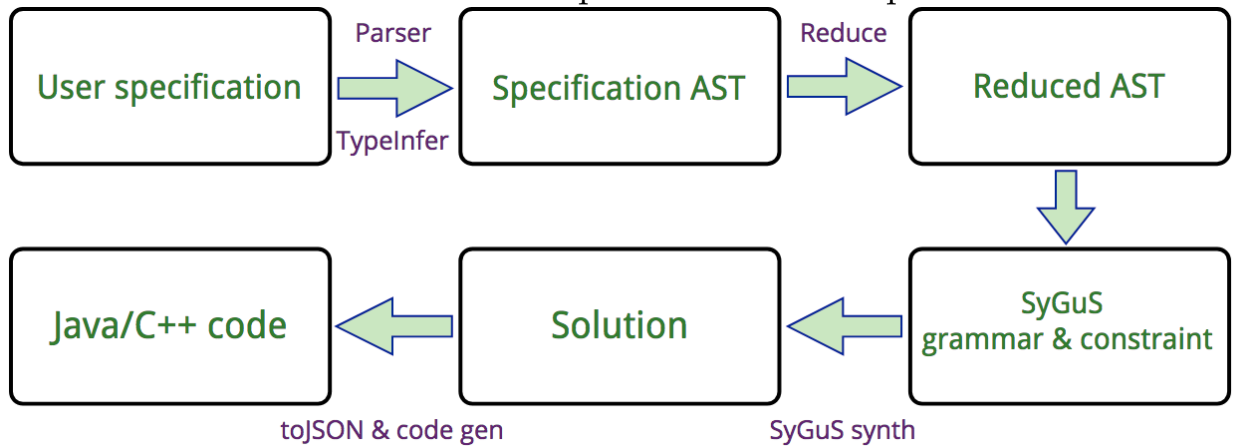 Parser
Reduce
User specification
Specification AST
Reduced AST
TypeInfer
Java/C++ code
Solution
SyGuS
grammar & constraint
toJSON & code gen
SyGuS synth